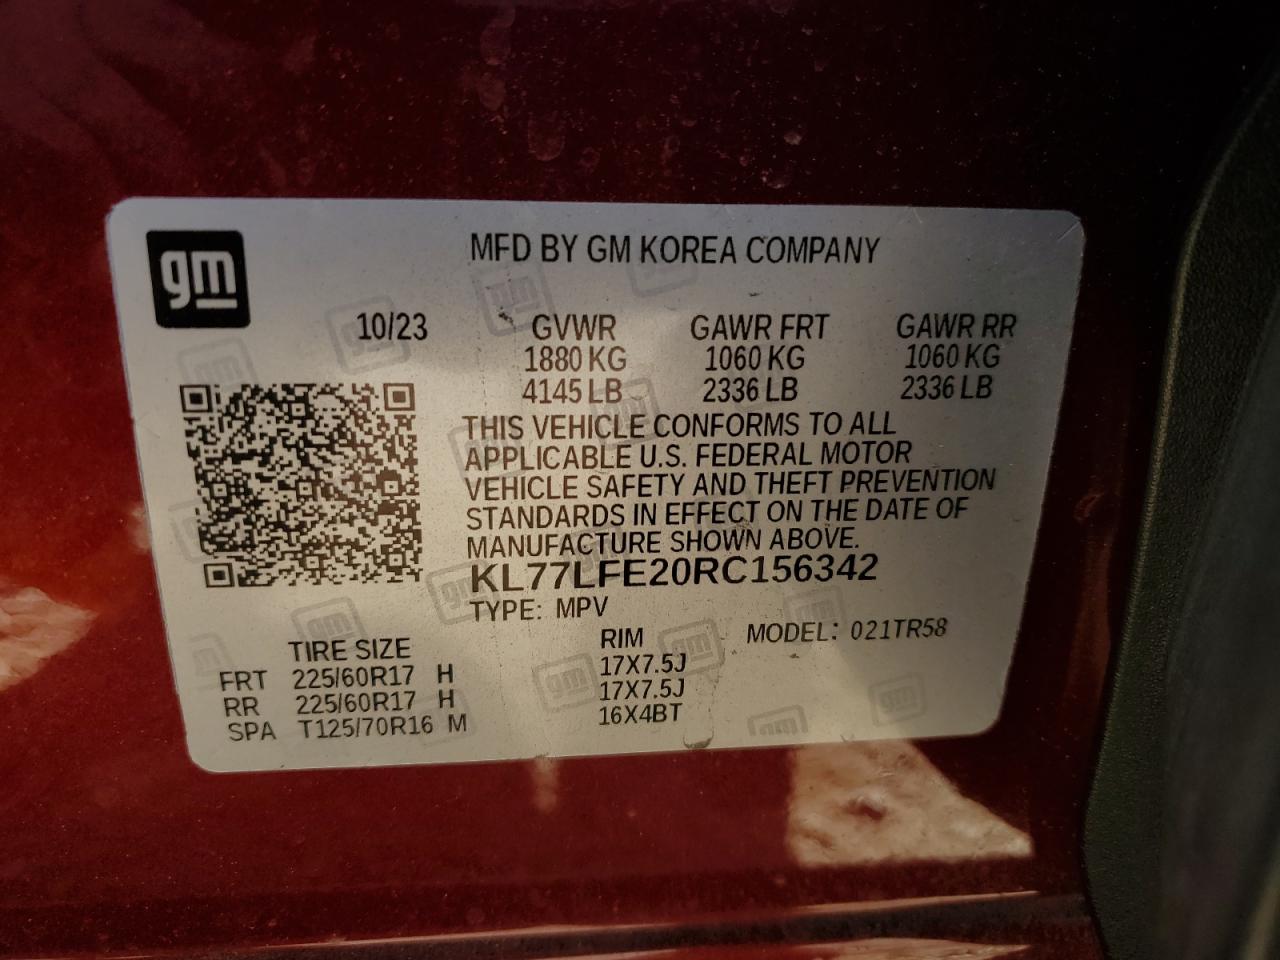 gm
MFD BY GM KOREA COMPANY
10/23 GVWR GAWR FRT GAWR RR
1880 KG 1060 KG 1060 KG
4145 LB 2336 LB 2336 LB
THIS VEHICLE CONFORMS TO ALL
APPLICABLE U.S. FEDERAL MOTOR
VEHICLE SAFETY AND THEFT PREVENTION
STANDARDS IN EFFECT ON THE DATE OF
MANUFACTURE SHOWN ABOVE.
KL77LFE20RC156342
TYPE: MPV
TIRE SIZE RIM MODEL: 021TR58
FRT 225/60R17 H 17X7.5J
RR 225/60R17 H 17X7.5J
SPA T125/70R16 M 16X4BT